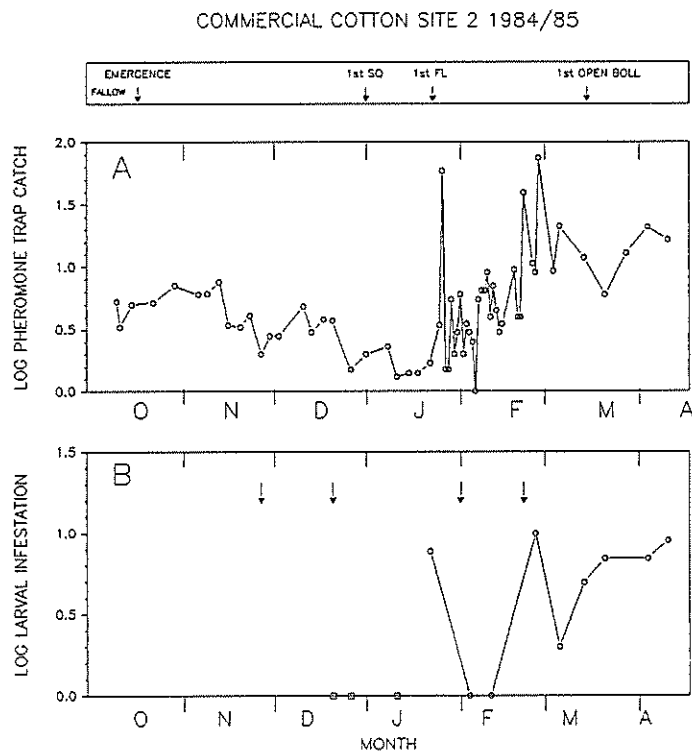 COMMERCIAL COTTON SITE 2 1984/85
EMERGENCE 1st SQ 1st FL 1st OPEN BOLL
FALLOW
A
LOG PHEROMONE TRAP CATCH
2.0
1.5
1.0
0.5
0.0
O N D J F M A
B
LOG LARVAL INFESTATION
1.5
1.0
0.5
0.0
O N D J F M A
MONTH